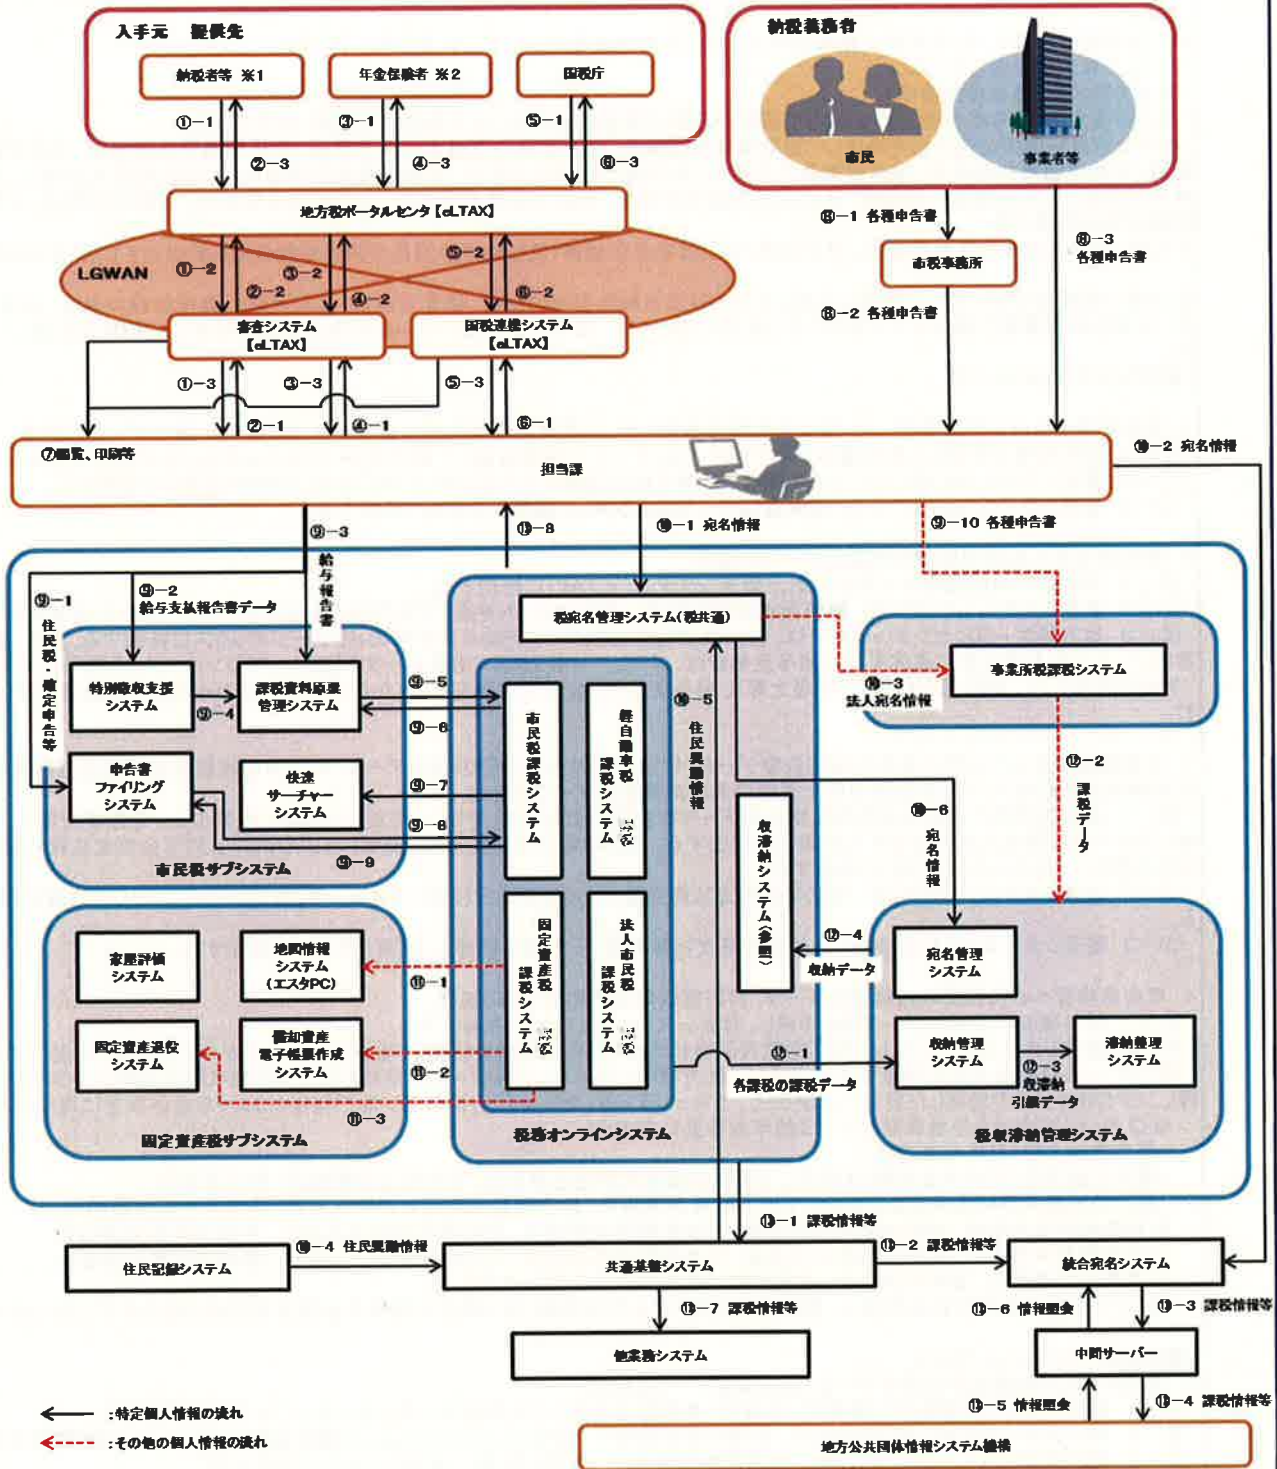 入手元　提供先
納税者等 ※1
年金保険者 ※2
国税庁
①－1
③－1
⑤－1
②－3
④－3
⑥－3
地方税ポータルセンタ【eLTAX】
LGWAN
①－2
③－2
⑤－2
②－2
④－2
⑥－2
審査システム
【eLTAX】
国税連携システム
【eLTAX】
①－3
③－3
⑤－3
②－1
④－1
⑥－1
納税義務者
市民
事業者等
⑧－1 各種申告書
⑧－3
各種申告書
市税事務所
⑧－2 各種申告書
⑦閲覧、印刷等
担当課
⑩－2 宛名情報
⑨－3
給与報告書
⑬－8
⑩－1 宛名情報
⑨－10 各種申告書
⑨－1
住民税・確定申告等
⑨－2
給与支払報告書データ
税宛名管理システム(税共通)
事業所税課税システム
⑩－3
法人宛名情報
特別徴収支援
システム
⑨－4
課税資料原票
管理システム
⑨－5
⑨－6
申告書
ファイリング
システム
快速
サーチャー
システム
⑨－7
⑨－8
⑨－9
市民税サブシステム
市民税課税システム
軽自動車税
課税システム
⑩－5
住民異動情報
収滞納システム(参照)
⑩－6
宛名情報
⑫－2
課税データ
家屋評価
システム
地図情報
システム
(エスタPC)
⑪－1
固定資産退役
システム
償却資産
電子帳票作成
システム
⑪－2
⑪－3
固定資産税サブシステム
固定資産税
課税システム
法人市民税
課税システム
税務オンラインシステム
⑫－4
収納データ
宛名管理
システム
⑫－1
各課税の課税データ
収納管理
システム
⑫－3
収滞納
引継データ
滞納整理
システム
税収滞納管理システム
⑬－1 課税情報等
住民記録システム
⑩－4 住民異動情報
共通基盤システム
⑬－2 課税情報等
統合宛名システム
⑬－7 課税情報等
⑬－6 情報照会
⑬－3 課税情報等
他業務システム
中間サーバー
⑬－5 情報照会
⑬－4 課税情報等
:特定個人情報の流れ
:その他の個人情報の流れ
地方公共団体情報システム機構